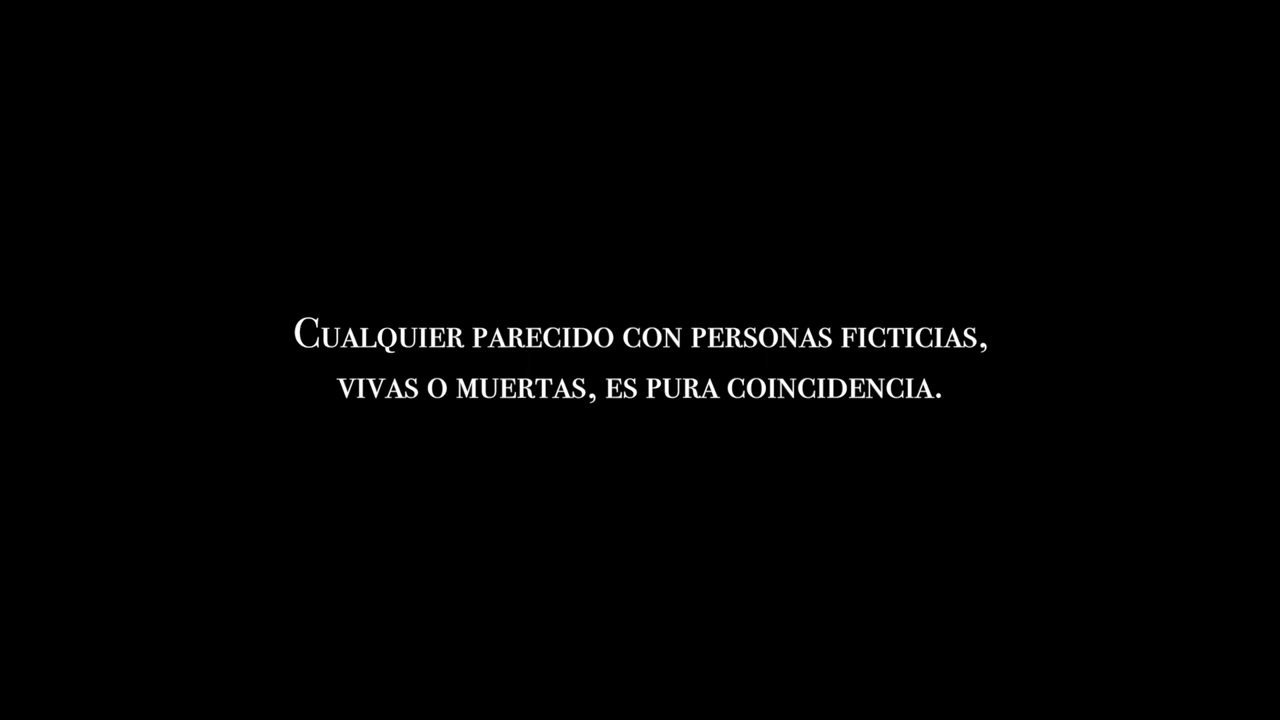 Cualquier parecido con personas ficticias,
vivas o muertas, es pura coincidencia.